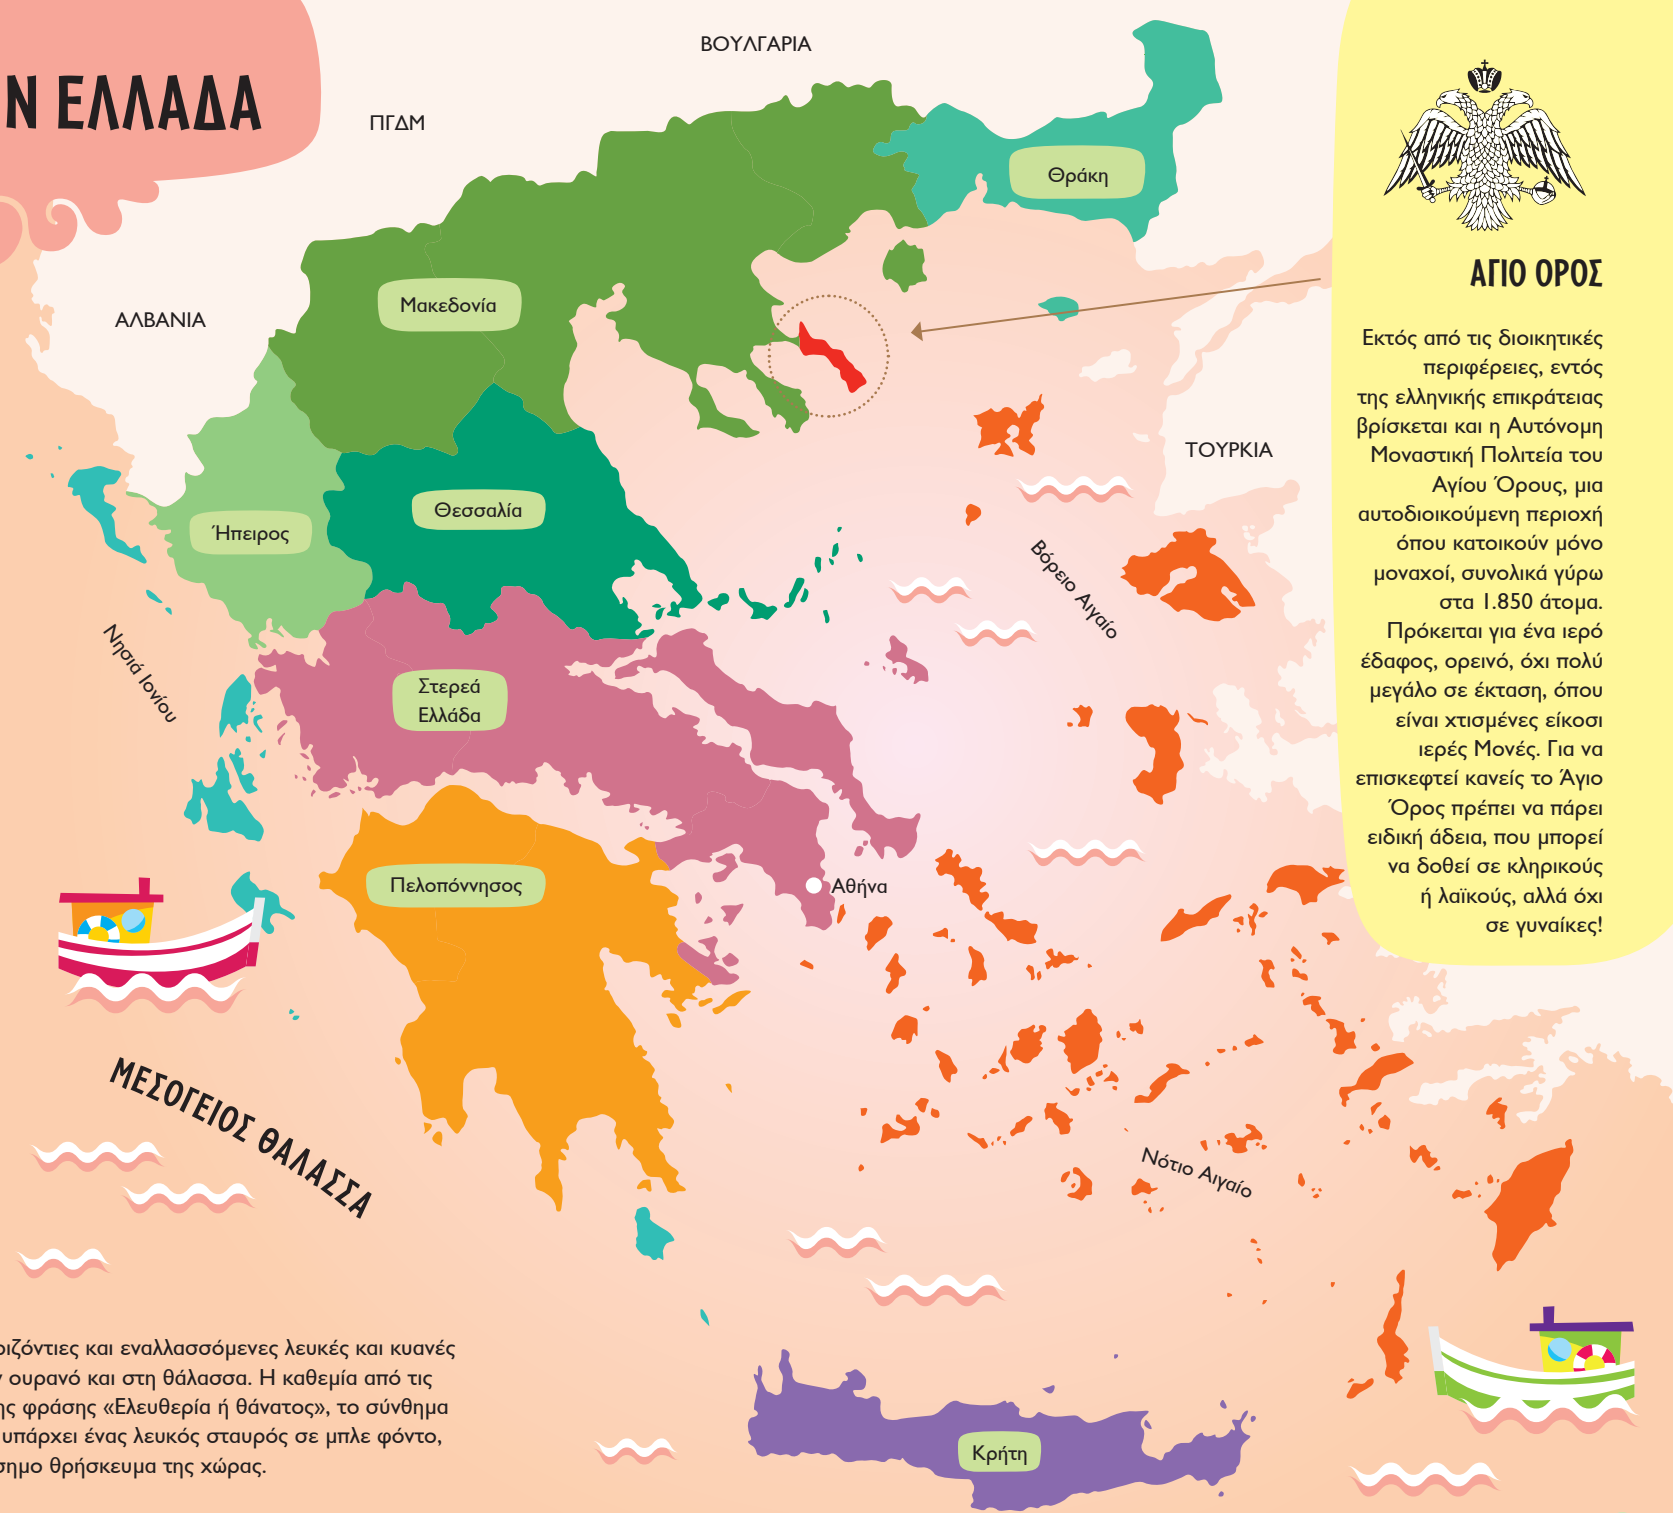 Ν ΕΛΛΑΔΑ
ΒΟΥΛΓΑΡΙΑ
ΠΓΔΜ
ΑΛΒΑΝΙΑ
ΤΟΥΡΚΙΑ
Θράκη
Μακεδονία
Ήπειρος
Θεσσαλία
Στερεά
Ελλάδα
Πελοπόννησος
Αθήνα
Κρήτη
Νησιά Ιονίου
Βόρειο Αιγαίο
Νότιο Αιγαίο
ΜΕΣΟΓΕΙΟΣ ΘΑΛΑΣΣΑ
ΑΓΙΟ ΟΡΟΣ
Εκτός από τις διοικητικές
περιφέρειες, εντός
της ελληνικής επικράτειας
βρίσκεται και η Αυτόνομη
Μοναστική Πολιτεία του
Αγίου Όρους, μια
αυτοδιοικούμενη περιοχή
όπου κατοικούν μόνο
μοναχοί, συνολικά γύρω
στα 1.850 άτομα.
Πρόκειται για ένα ιερό
έδαφος, ορεινό, όχι πολύ
μεγάλο σε έκταση, όπου
είναι χτισμένες είκοσι
ιερές Μονές. Για να
επισκεφτεί κανείς το Άγιο
Όρος πρέπει να πάρει
ειδική άδεια, που μπορεί
να δοθεί σε κληρικούς
ή λαϊκούς, αλλά όχι
σε γυναίκες!
ριζόντιες και εναλλασσόμενες λευκές και κυανές
ν ουρανό και στη θάλασσα. Η καθεμία από τις
ης φράσης «Ελευθερία ή θάνατος», το σύνθημα
υπάρχει ένας λευκός σταυρός σε μπλε φόντο,
σημο θρήσκευμα της χώρας.